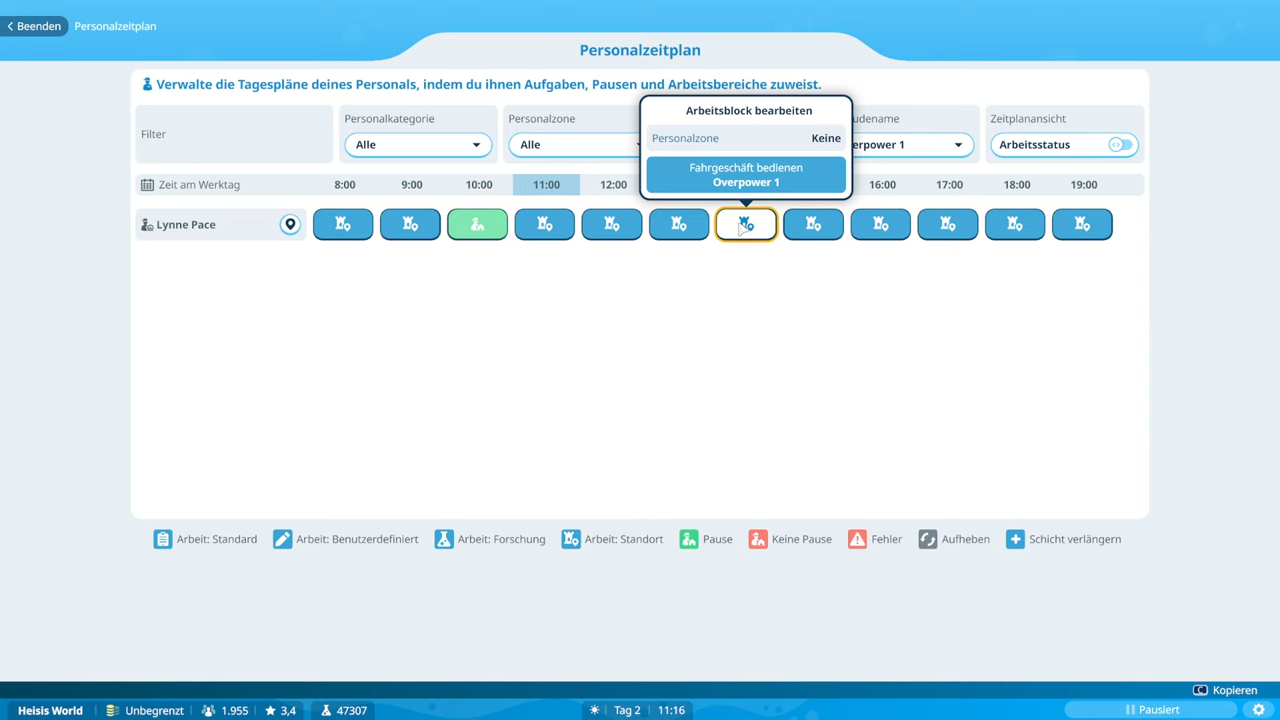 Beenden Personalzeitplan
Personalzeitplan
Verwalte die Tagespläne deines Personals, indem du ihnen Aufgaben, Pausen und Arbeitsbereiche zuweist.
Arbeitsblock bearbeiten
Personalzone Keine
Fahrgeschäft bedienen
Overpower 1
Filter
Personalkategorie
Alle
Personalzone
Alle
udename
erpower 1
Zeitplanansicht
Arbeitsstatus
Zeit am Werktag 8:00 9:00 10:00 11:00 12:00 16:00 17:00 18:00 19:00
Lynne Pace
Arbeit: Standard Arbeit: Benutzerdefiniert Arbeit: Forschung Arbeit: Standort Pause Keine Pause Fehler Aufheben Schicht verlängern
C Kopieren
Heisis World Unbegrenzt 1.955 3,4 47307 Tag 2 11:16 Pausiert